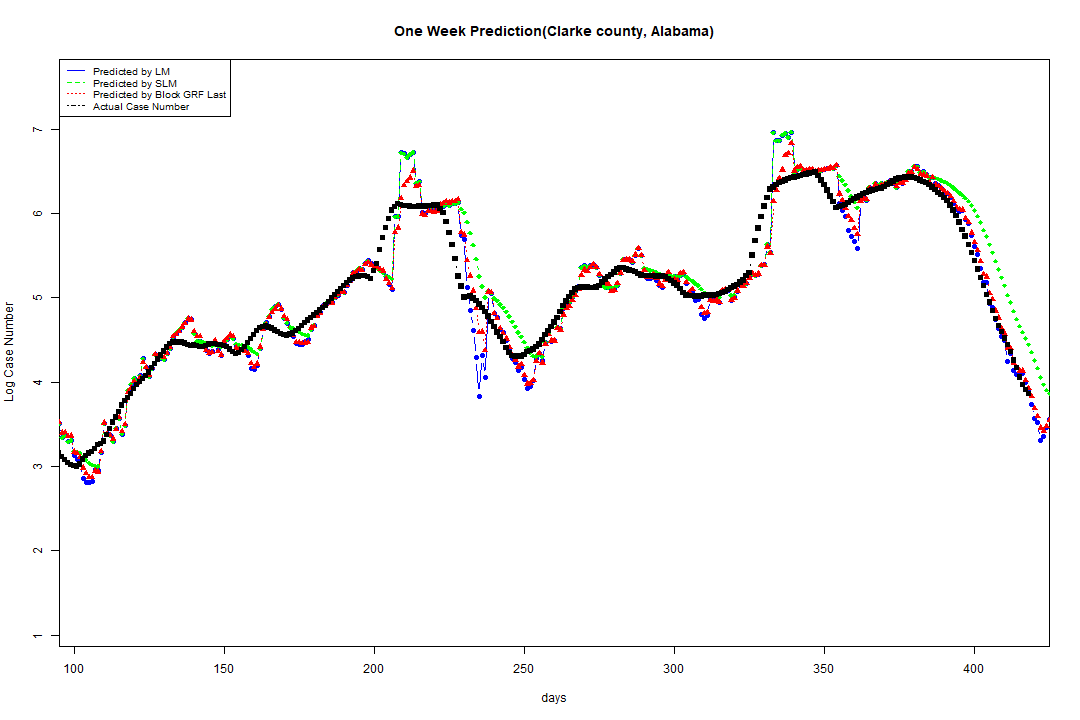 One Week Prediction(Clarke county, Alabama)
Predicted by LM
Predicted by SLM
Predicted by Block GRF Last
Actual Case Number
7
6
5
4
3
2
1
Log Case Number
100 150 200 250 300 350 400
days